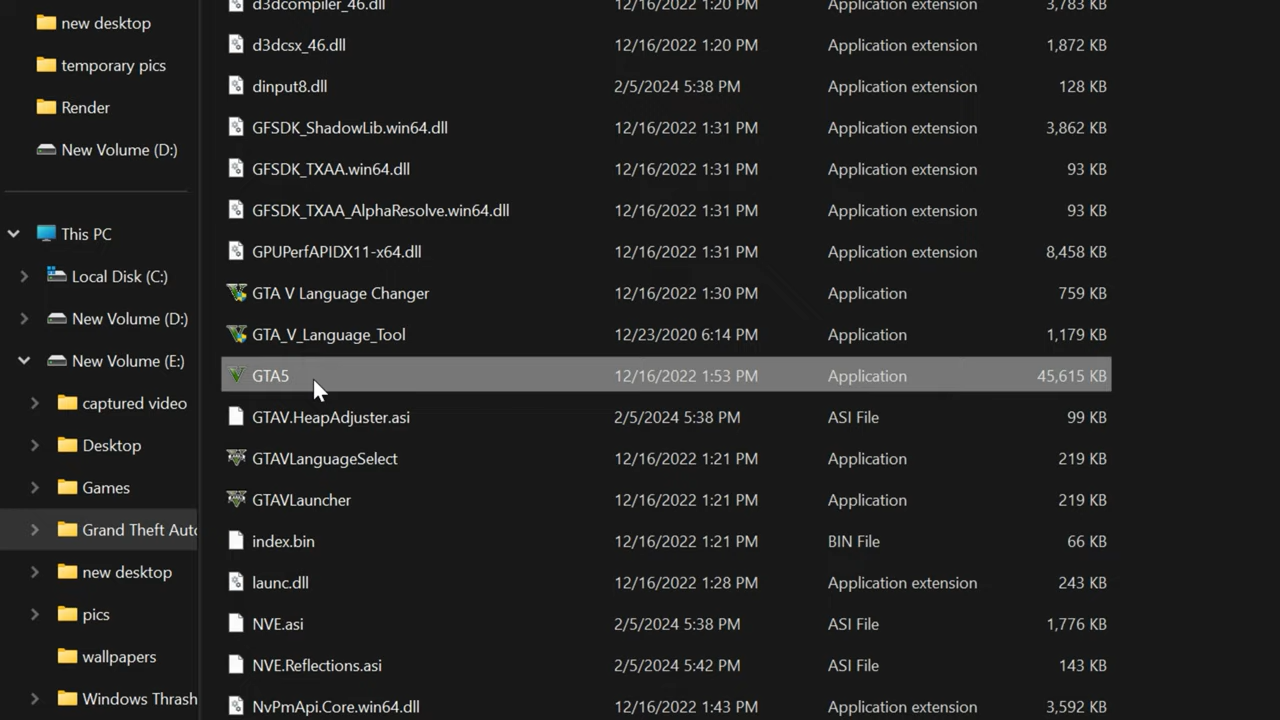 new desktop
temporary pics
Render
New Volume (D:)
This PC
Local Disk (C:)
New Volume (D:)
New Volume (E:)
captured video
Desktop
Games
Grand Theft Auto
new desktop
pics
wallpapers
Windows Thrash
d3dcompiler_46.dll 12/16/2022 1:20 PM Application extension 3,783 KB
d3dcsx_46.dll 12/16/2022 1:20 PM Application extension 1,872 KB
dinput8.dll 2/5/2024 5:38 PM Application extension 128 KB
GFSDK_ShadowLib.win64.dll 12/16/2022 1:31 PM Application extension 3,862 KB
GFSDK_TXAA.win64.dll 12/16/2022 1:31 PM Application extension 93 KB
GFSDK_TXAA_AlphaResolve.win64.dll 12/16/2022 1:31 PM Application extension 93 KB
GPUPerfAPIDX11-x64.dll 12/16/2022 1:31 PM Application extension 8,458 KB
GTA V Language Changer 12/16/2022 1:30 PM Application 759 KB
GTA_V_Language_Tool 12/23/2020 6:14 PM Application 1,179 KB
GTA5 12/16/2022 1:53 PM Application 45,615 KB
GTAV.HeapAdjuster.asi 2/5/2024 5:38 PM ASI File 99 KB
GTAVLanguageSelect 12/16/2022 1:21 PM Application 219 KB
GTAVLauncher 12/16/2022 1:21 PM Application 219 KB
index.bin 12/16/2022 1:21 PM BIN File 66 KB
launc.dll 12/16/2022 1:28 PM Application extension 243 KB
NVE.asi 2/5/2024 5:38 PM ASI File 1,776 KB
NVE.Reflections.asi 2/5/2024 5:42 PM ASI File 143 KB
NvPmApi.Core.win64.dll 12/16/2022 1:43 PM Application extension 3,592 KB